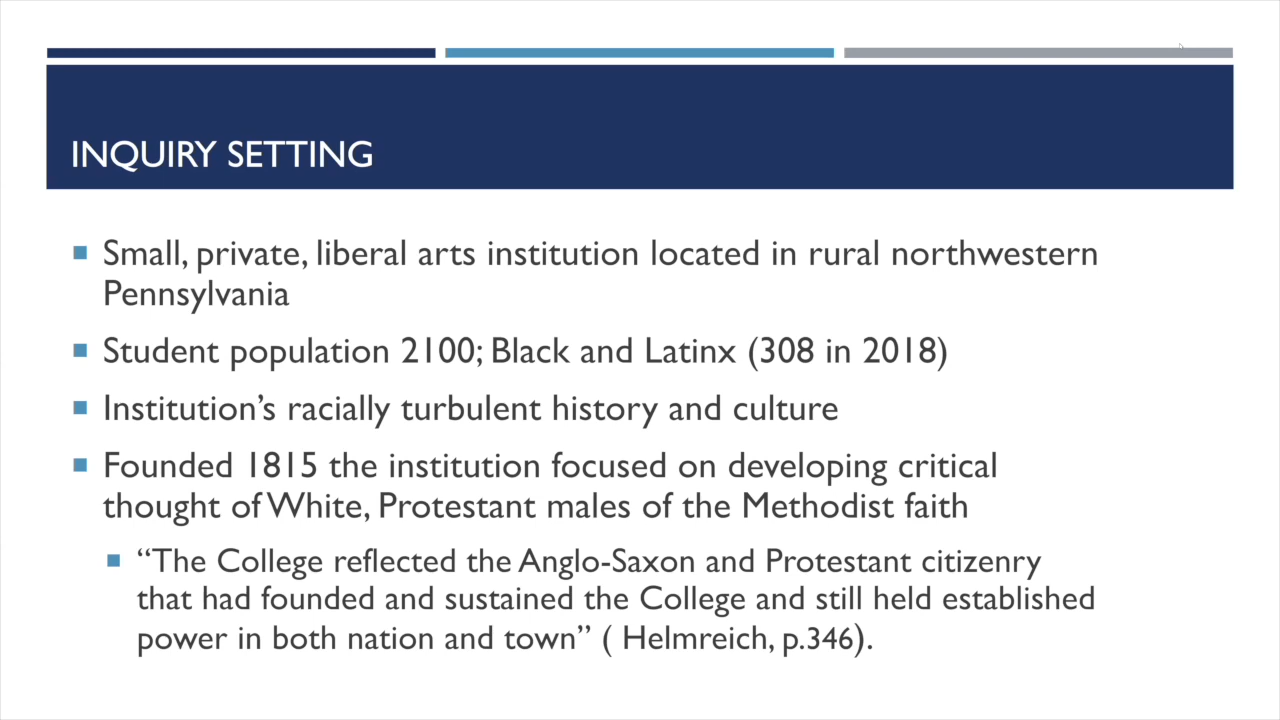 INQUIRY SETTING
Small, private, liberal arts institution located in rural northwestern
Pennsylvania
Student population 2100; Black and Latinx (308 in 2018)
Institution’s racially turbulent history and culture
Founded 1815 the institution focused on developing critical
thought of White, Protestant males of the Methodist faith
“The College reflected the Anglo-Saxon and Protestant citizenry
that had founded and sustained the College and still held established
power in both nation and town” ( Helmreich, p.346).